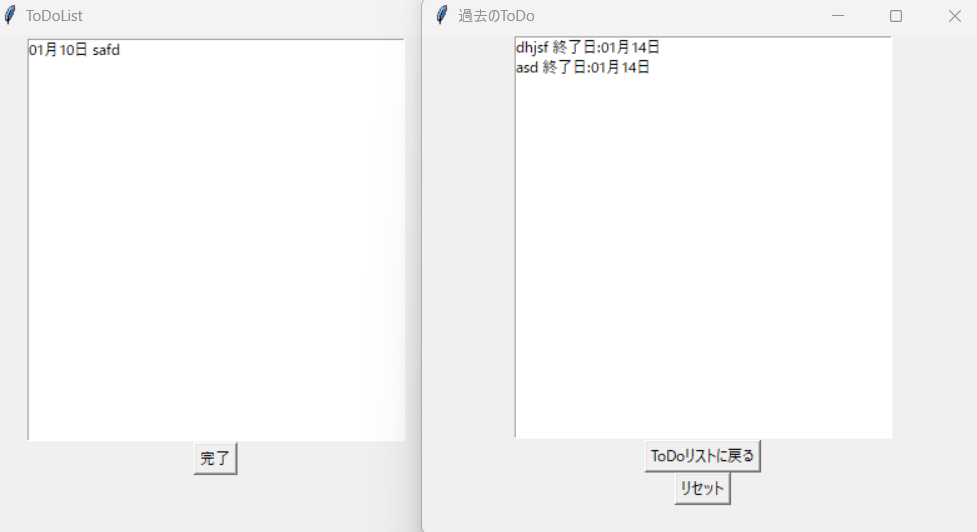 ToDoList
01月10日 safd
完了
過去のToDo
dhjsf 終了日:01月14日
asd 終了日:01月14日
ToDoリストに戻る
リセット